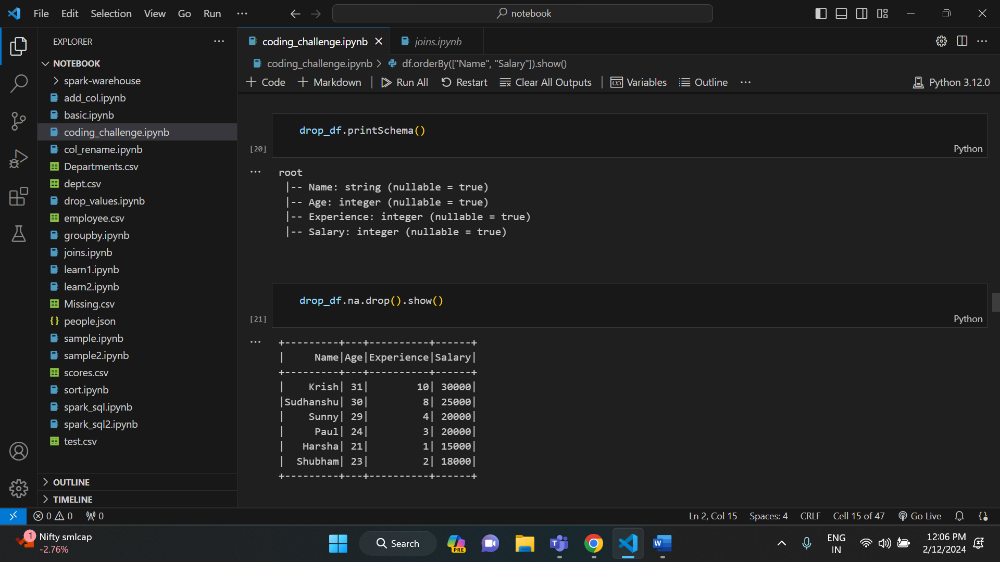 File Edit Selection View Go Run ···
notebook
EXPLORER ···
NOTEBOOK
spark-warehouse
add_col.ipynb
basic.ipynb
coding_challenge.ipynb
col_rename.ipynb
Departments.csv
dept.csv
drop_values.ipynb
employee.csv
groupby.ipynb
joins.ipynb
learn1.ipynb
learn2.ipynb
Missing.csv
{} people.json
sample.ipynb
sample2.ipynb
scores.csv
sort.ipynb
spark_sql.ipynb
spark_sql2.ipynb
test.csv
OUTLINE
TIMELINE
coding_challenge.ipynb joins.ipynb
coding_challenge.ipynb > df.orderBy(["Name", "Salary"]).show()
+ Code + Markdown | Run All Restart Clear All Outputs | Variables Outline ··· Python 3.12.0
drop_df.printSchema()
[20] Python
root
 |-- Name: string (nullable = true)
 |-- Age: integer (nullable = true)
 |-- Experience: integer (nullable = true)
 |-- Salary: integer (nullable = true)
drop_df.na.drop().show()
[21] Python
+---------+---+----------+------+
|     Name|Age|Experience|Salary|
+---------+---+----------+------+
|    Krish| 31|        10| 30000|
|Sudhanshu| 30|         8| 25000|
|    Sunny| 29|         4| 20000|
|     Paul| 24|         3| 20000|
|   Harsha| 21|         1| 15000|
|  Shubham| 23|         2| 18000|
+---------+---+----------+------+
0 0 0 Ln 2, Col 15 Spaces: 4 CRLF Cell 15 of 47 Go Live
1 Nifty smlcap
-2.76%
Search
PRE
T
W
ENG
IN
12:06 PM
2/12/2024